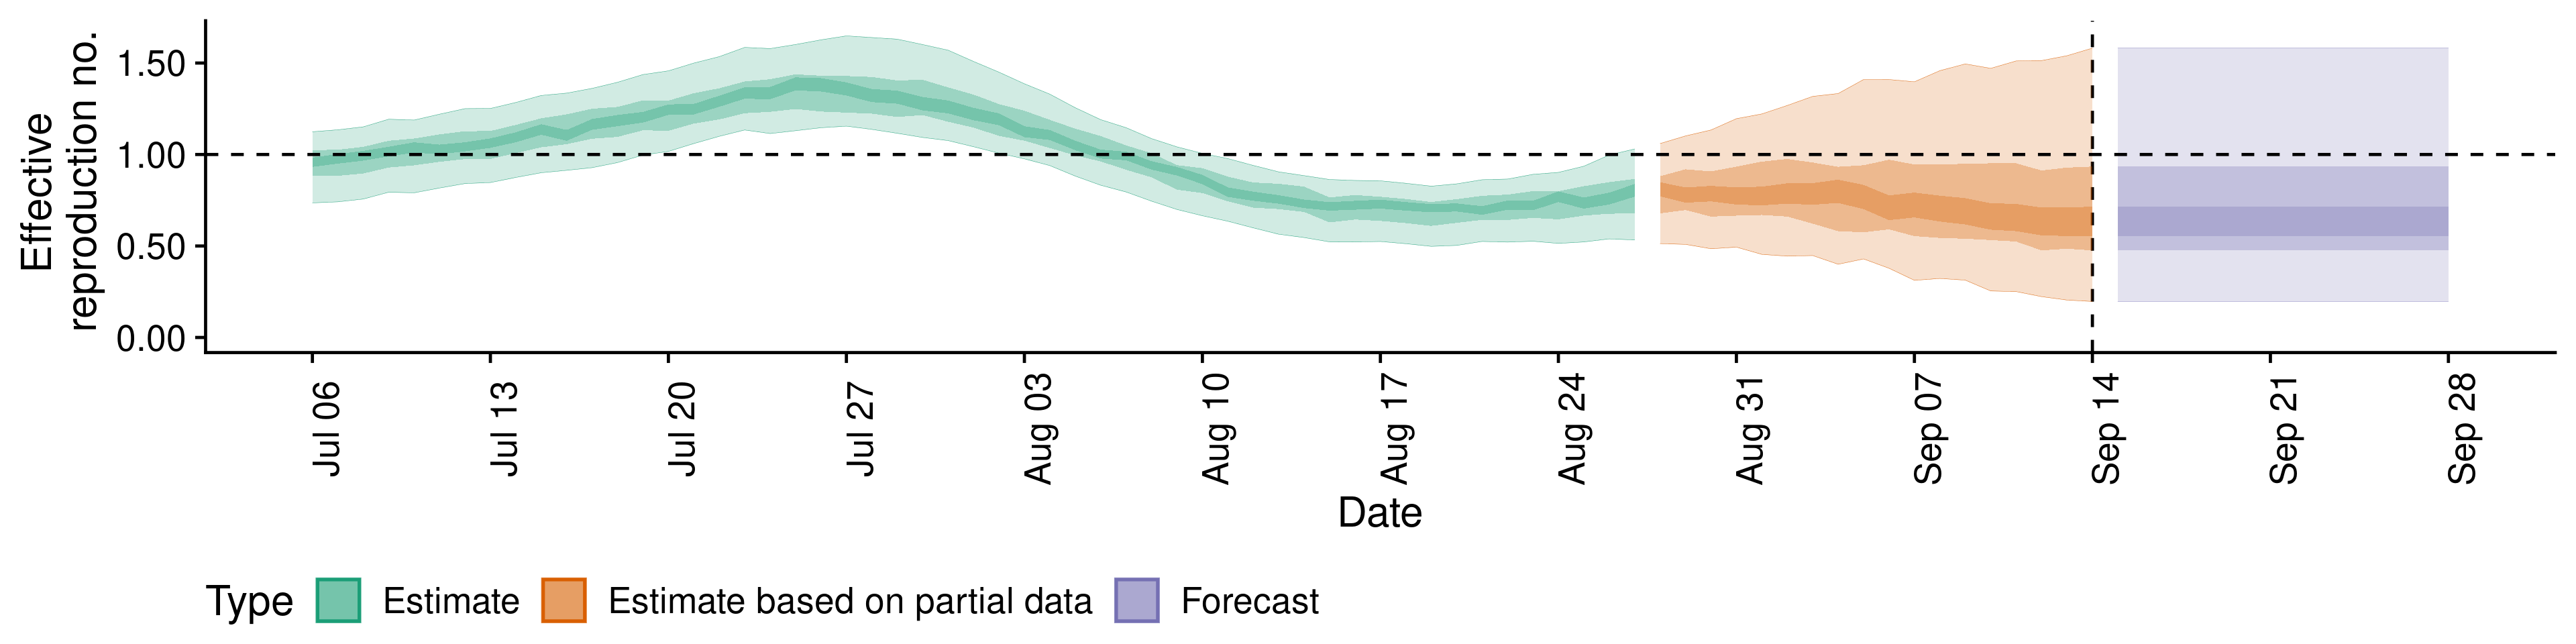 Effective
reproduction no.
1.50
1.00
0.50
0.00
Jul 06
Jul 13
Jul 20
Jul 27
Aug 03
Aug 10
Aug 17
Aug 24
Aug 31
Sep 07
Sep 14
Sep 21
Sep 28
Date
Type Estimate Estimate based on partial data Forecast